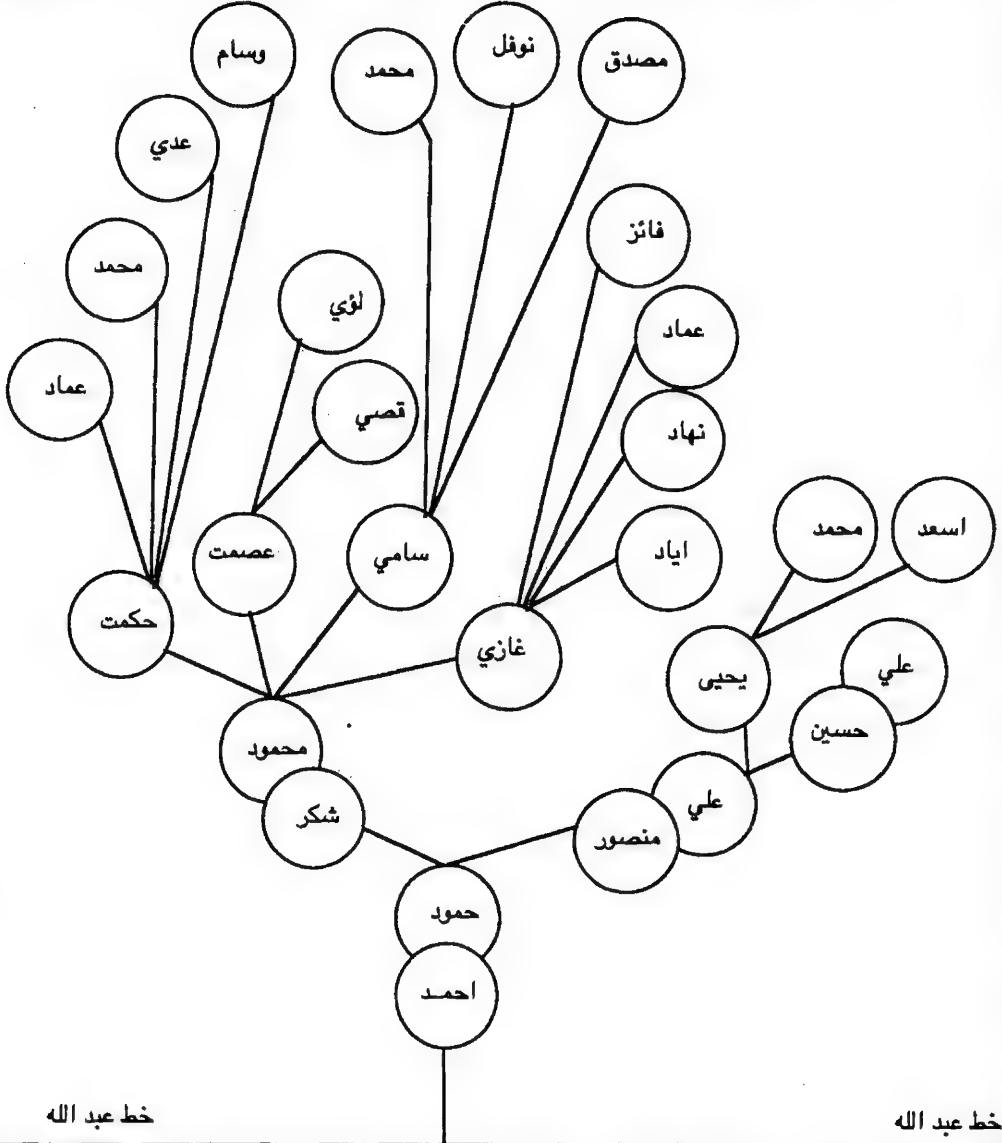 وسام
نوفل
مصدق
محمد
عدي
فائز
محمد
لؤي
عماد
عماد
قصي
نهاد
اسعد
محمد
عصمت
سامي
اياد
حكمت
غازي
يحيى
علي
حسين
محمود
علي
شكر
منصور
حمود
احمد
خط عبد الله
خط عبد الله